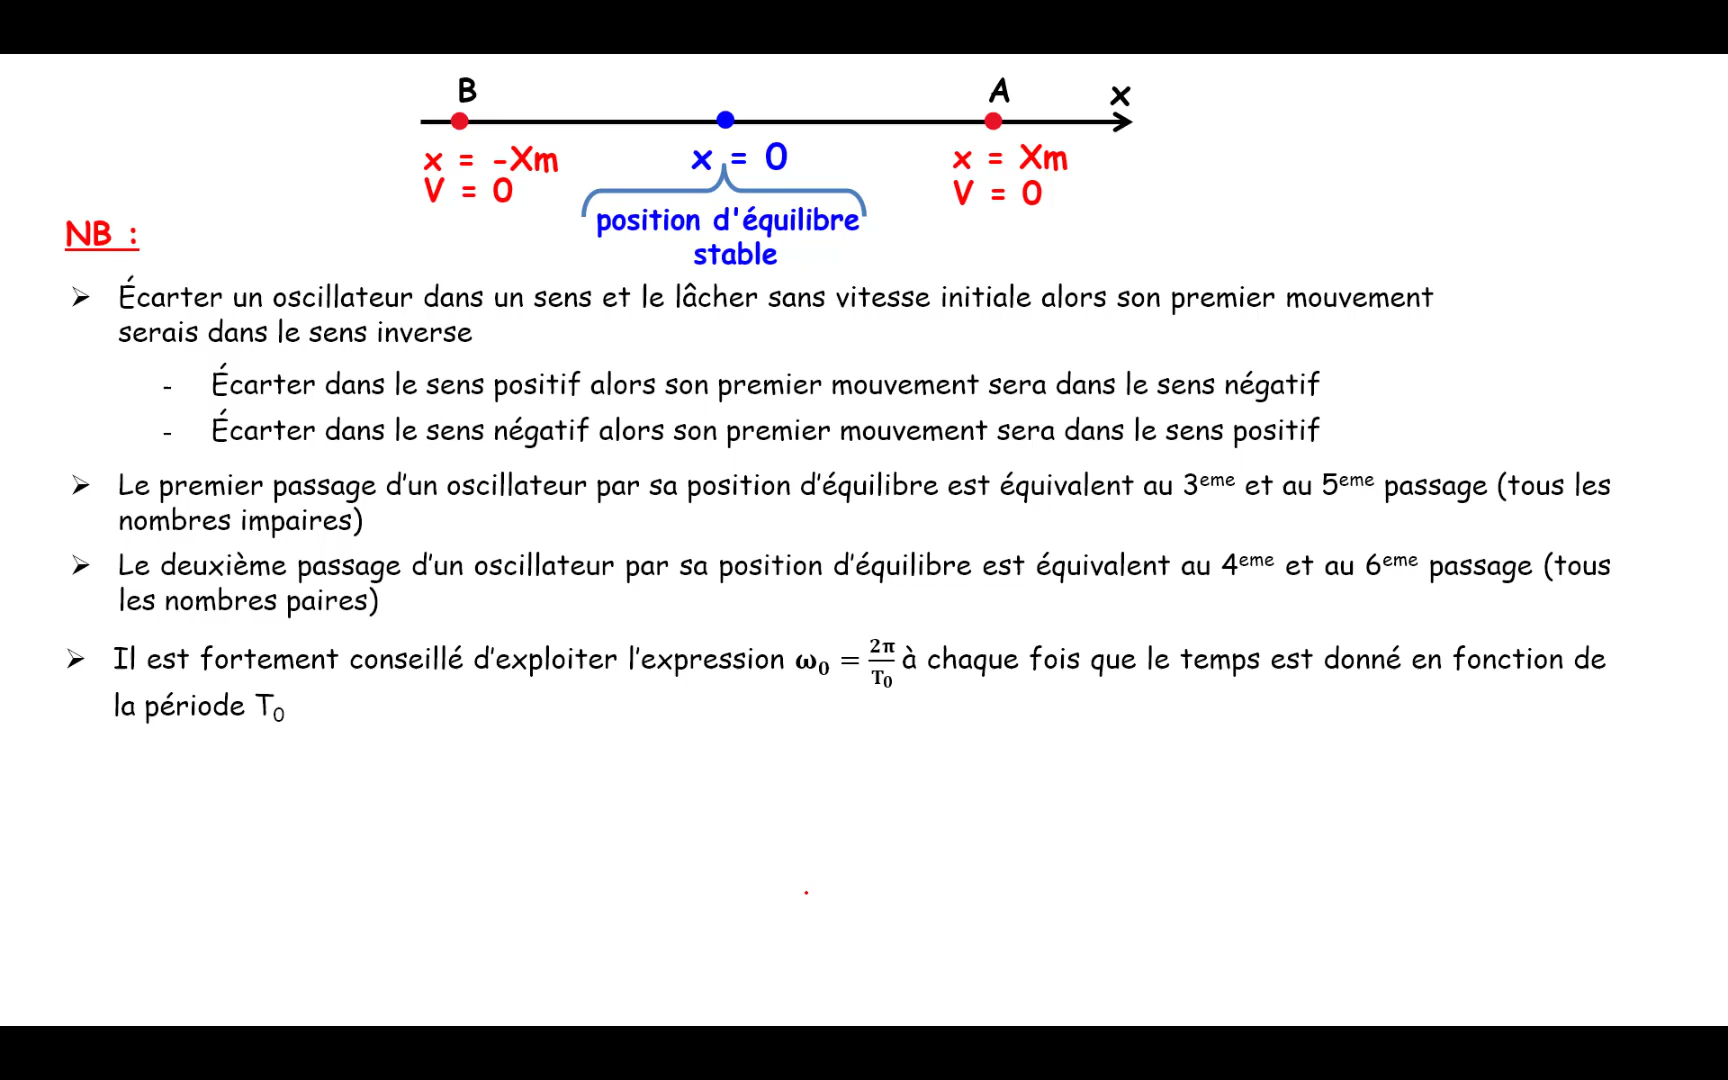 B A x
x = -Xm x = 0 x = Xm
V = 0 V = 0
position d'équilibre
stable
NB :
➢ Écarter un oscillateur dans un sens et le lâcher sans vitesse initiale alors son premier mouvement
serais dans le sens inverse
- Écarter dans le sens positif alors son premier mouvement sera dans le sens négatif
- Écarter dans le sens négatif alors son premier mouvement sera dans le sens positif
➢ Le premier passage d’un oscillateur par sa position d’équilibre est équivalent au 3ᵉᵐᵉ et au 5ᵉᵐᵉ passage (tous les
nombres impaires)
➢ Le deuxième passage d’un oscillateur par sa position d’équilibre est équivalent au 4ᵉᵐᵉ et au 6ᵉᵐᵉ passage (tous
les nombres paires)
➢ Il est fortement conseillé d’exploiter l’expression ω₀ = 2π/T₀ à chaque fois que le temps est donné en fonction de
la période T₀